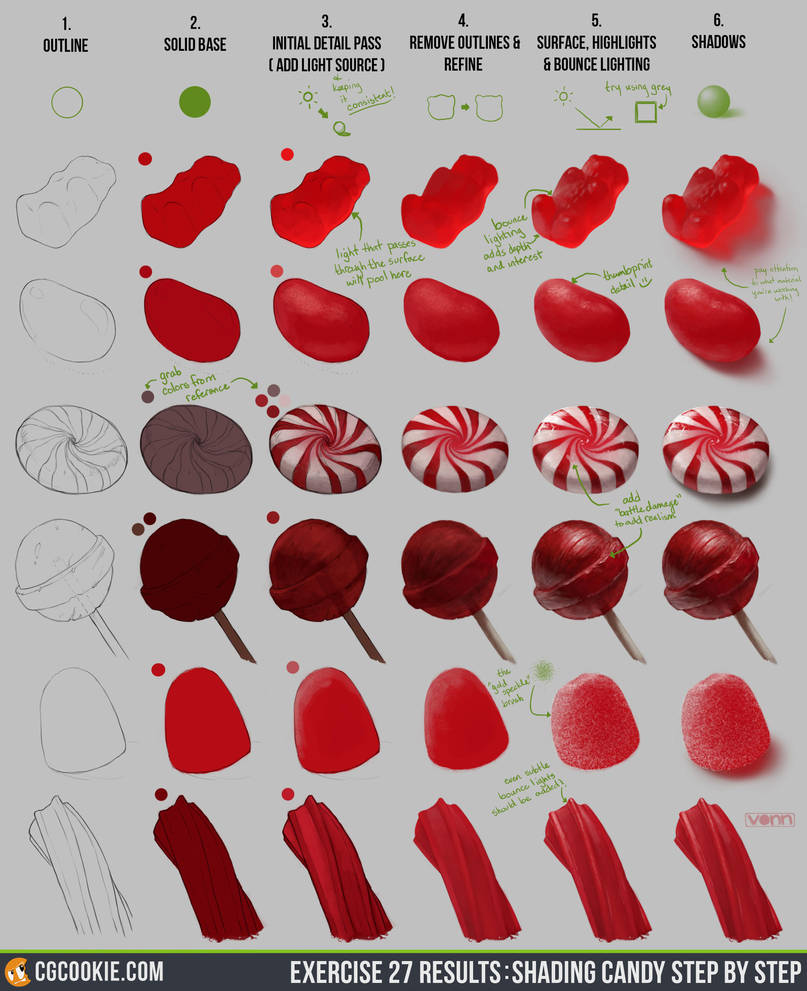 1.
OUTLINE
2.
SOLID BASE
3.
INITIAL DETAIL PASS
( ADD LIGHT SOURCE )
4.
REMOVE OUTLINES &
REFINE
5.
SURFACE, HIGHLIGHTS
& BOUNCE LIGHTING
6.
SHADOWS
keeping
it
consistent!
try using grey
light that passes
through the surface
will pool here
bounce
lighting
adds depth
and interest
thumbprint
detail
pay attention
to what material
you're working
with!
grab
colors from
reference
add
"battle damage"
to add realism
the
"gold
speckle"
brush
even subtle
bounce lights
should be added!
vonn
CGCOOKIE.COM
EXERCISE 27 RESULTS : SHADING CANDY STEP BY STEP